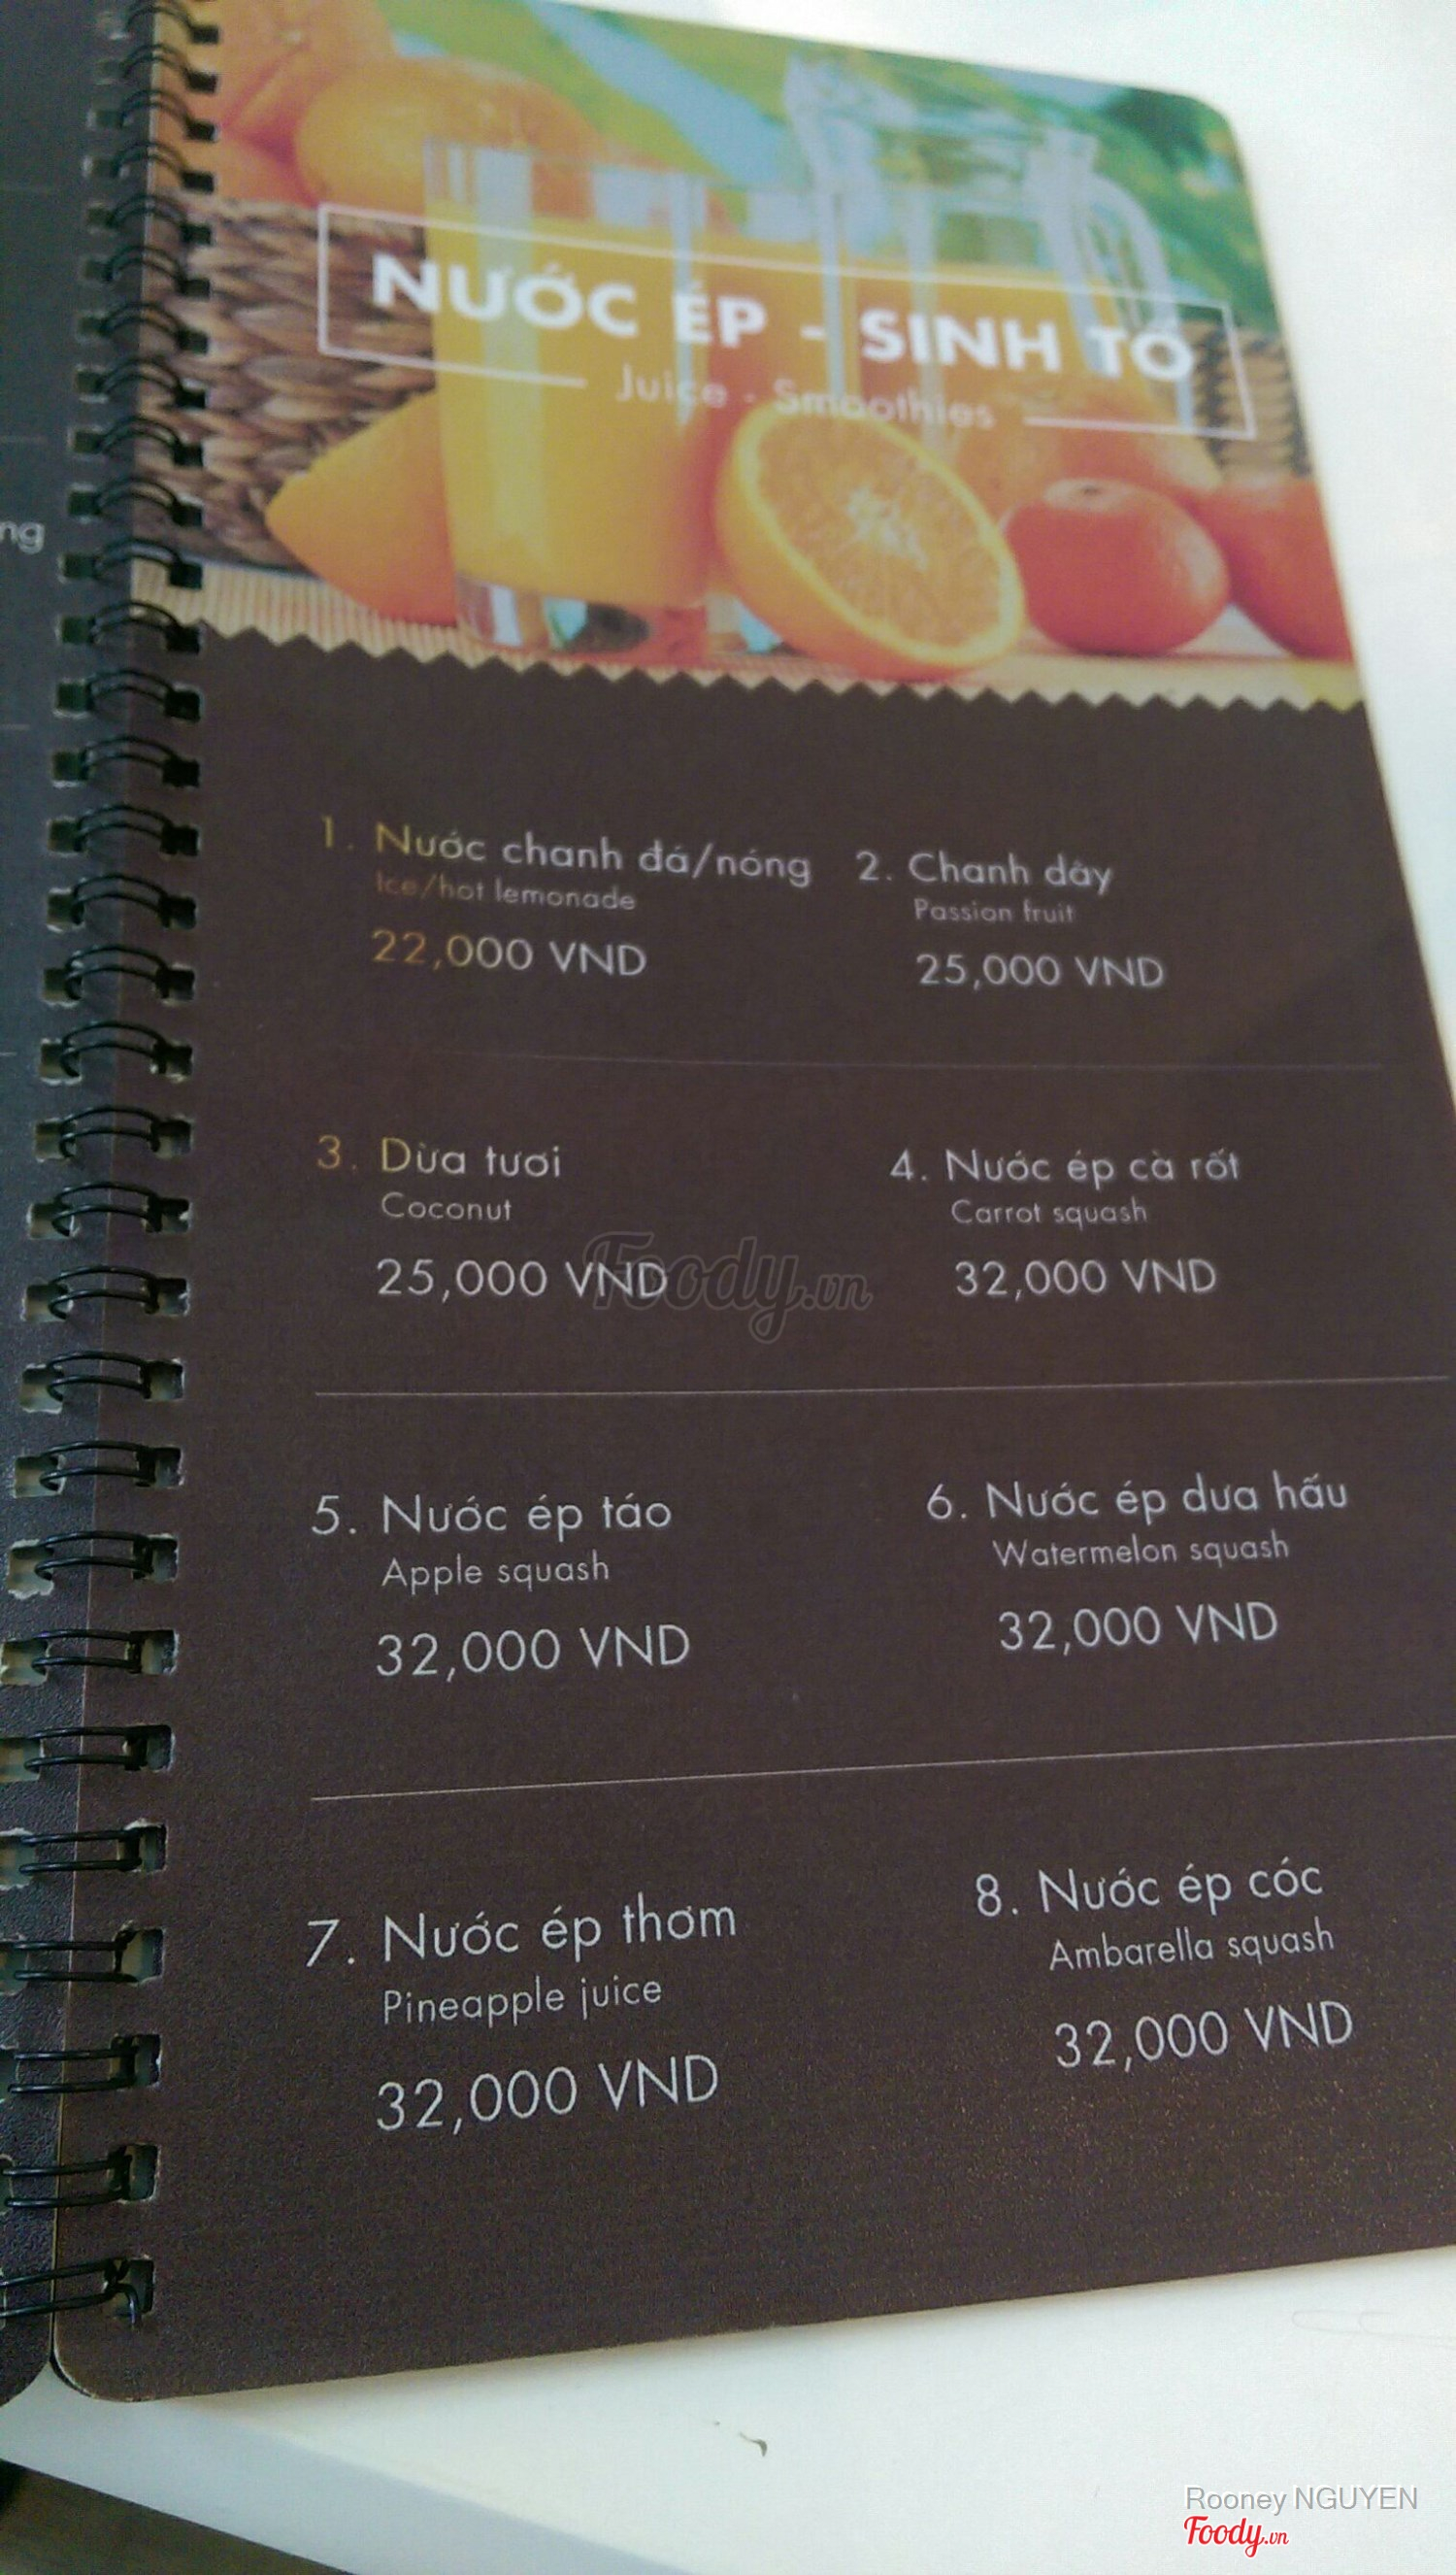 NƯỚC ÉP - SINH TỐ
Juice - Smoothies
ng
1. Nước chanh đá/nóng
Ice/hot lemonade
22,000 VND
2. Chanh dây
Passion fruit
25,000 VND
3. Dừa tươi
Coconut
25,000 VND
4. Nước ép cà rốt
Carrot squash
32,000 VND
Foody.vn
5. Nước ép táo
Apple squash
32,000 VND
6. Nước ép dưa hấu
Watermelon squash
32,000 VND
7. Nước ép thơm
Pineapple juice
32,000 VND
8. Nước ép cóc
Ambarella squash
32,000 VND
Rooney NGUYEN
Foody.vn